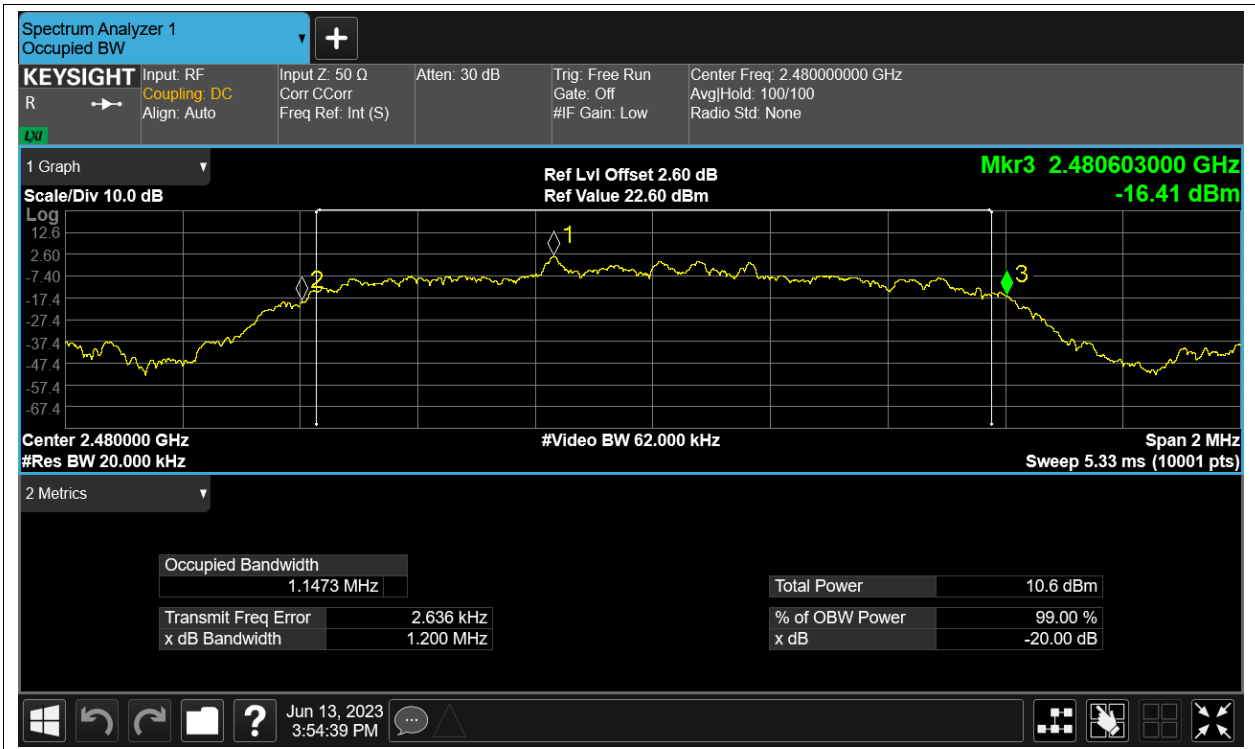 Spectrum Analyzer 1
Occupied BW
KEYSIGHT
R
LXI
Input: RF
Coupling: DC
Align: Auto
Input Z: 50 Ω
Corr CCorr
Freq Ref: Int (S)
Atten: 30 dB
Trig: Free Run
Gate: Off
#IF Gain: Low
Center Freq: 2.480000000 GHz
Avg|Hold: 100/100
Radio Std: None
1 Graph
Scale/Div 10.0 dB
Ref Lvl Offset 2.60 dB
Ref Value 22.60 dBm
Mkr3 2.480603000 GHz
-16.41 dBm
Log
12.6
2.60
-7.40
-17.4
-27.4
-37.4
-47.4
-57.4
-67.4
1
2
3
Center 2.480000 GHz
#Res BW 20.000 kHz
#Video BW 62.000 kHz
Span 2 MHz
Sweep 5.33 ms (10001 pts)
2 Metrics
Occupied Bandwidth
1.1473 MHz
Transmit Freq Error 2.636 kHz
x dB Bandwidth 1.200 MHz
Total Power 10.6 dBm
% of OBW Power 99.00 %
x dB -20.00 dB
?
Jun 13, 2023
3:54:39 PM